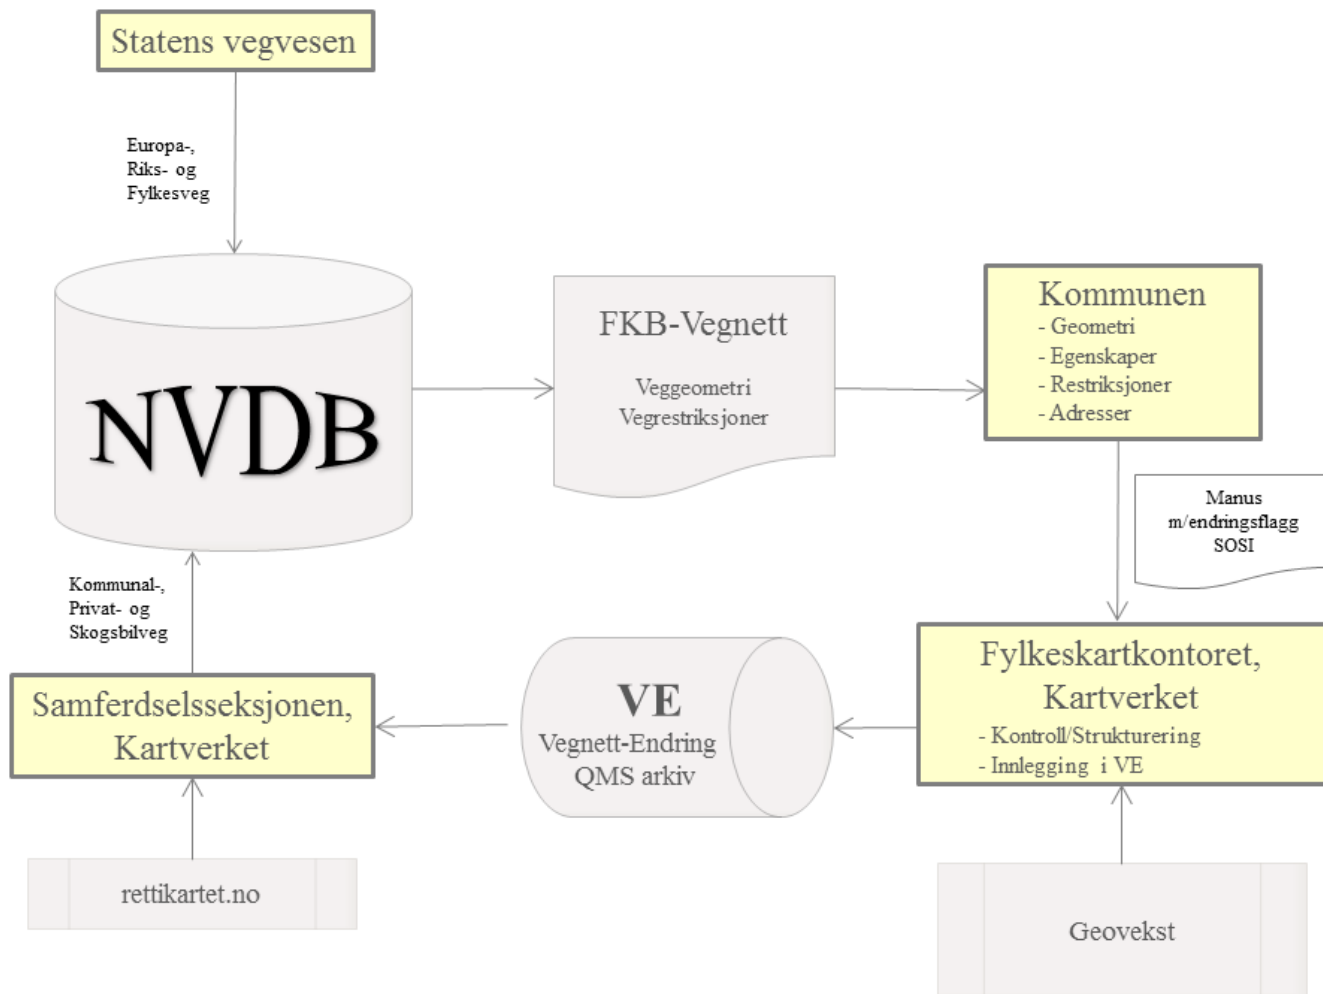 Statens vegvesen
Europa-,
Riks- og
Fylkesveg
NVDB
FKB-Vegnett
Veggeometri
Vegrestriksjoner
Kommunen
- Geometri
- Egenskaper
- Restriksjoner
- Adresser
Manus
m/endringsflagg
SOSI
Kommunal-,
Privat- og
Skogsbilveg
Samferdselsseksjonen,
Kartverket
VE
Vegnett-Endring
QMS arkiv
Fylkeskartkontoret,
Kartverket
- Kontroll/Strukturering
- Innlegging i VE
rettikartet.no
Geovekst